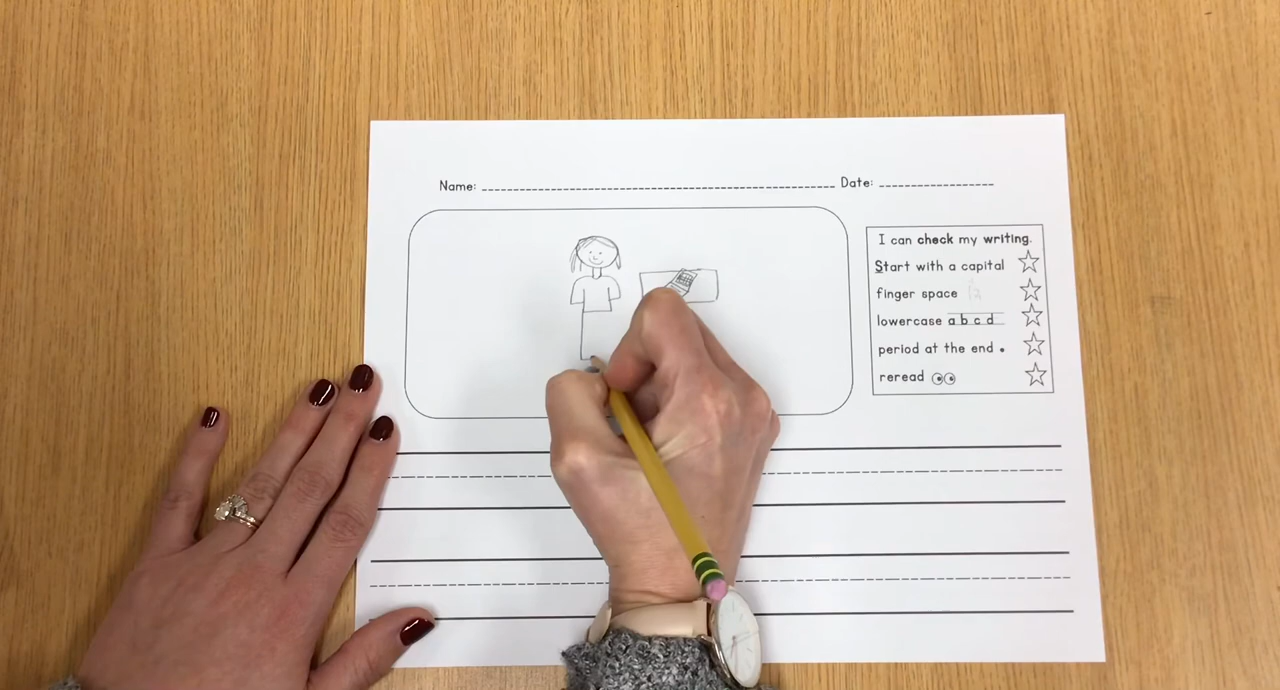 Name: Date:
I can check my writing.
Start with a capital
finger space
lowercase a b c d
period at the end .
reread